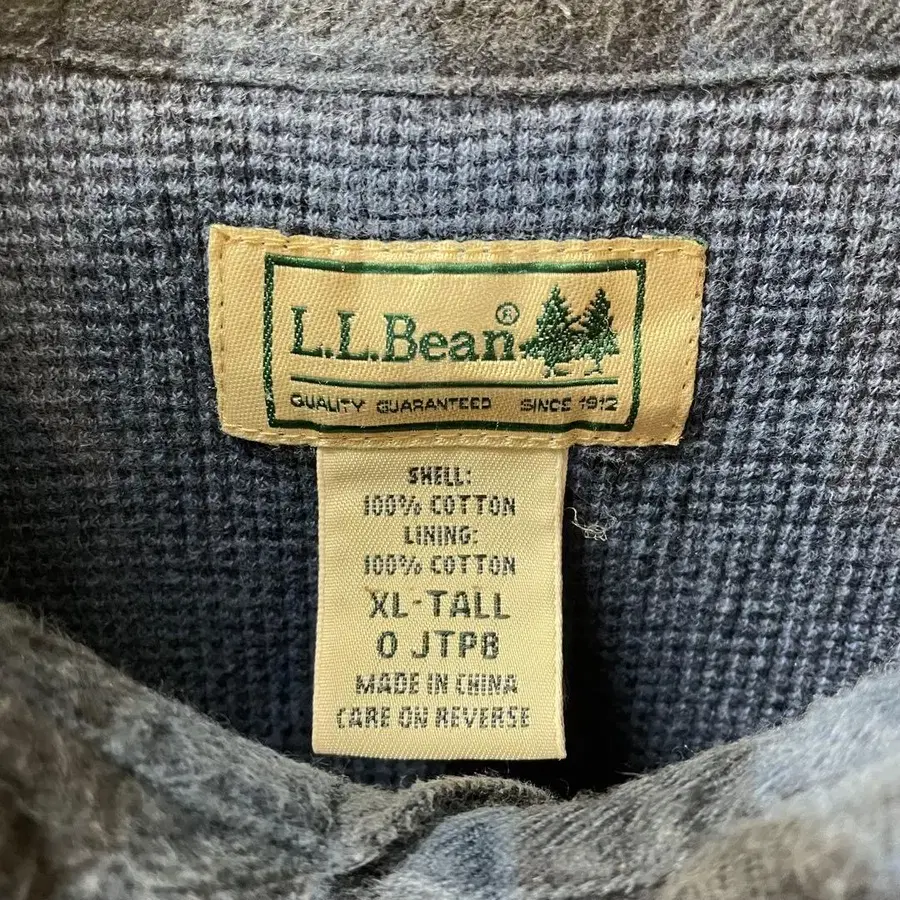 L.L.Bean®
QUALITY GUARANTEED SINCE 1912
SHELL:
100% COTTON
LINING:
100% COTTON
XL-TALL
0 JTPB
MADE IN CHINA
CARE ON REVERSE